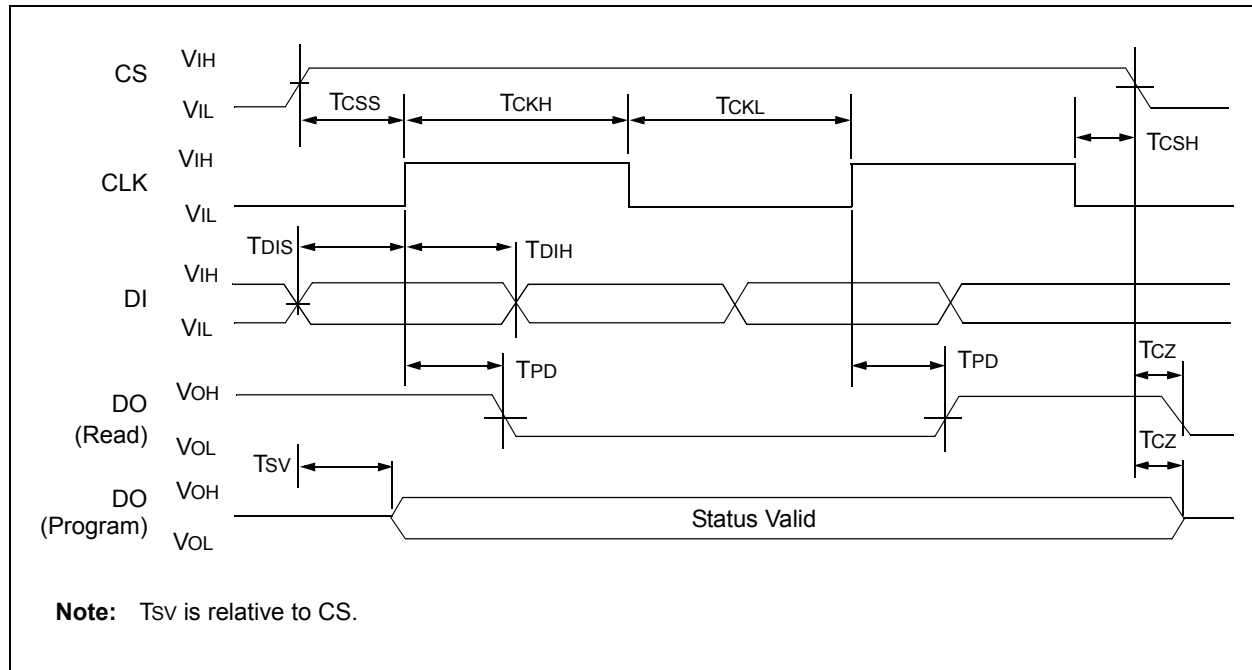 CS
VIH
VIL
TCSS
TCKH
TCKL
TCSH
CLK
VIH
VIL
TDIS
TDIH
DI
VIH
VIL
TPD
TPD
TCZ
DO
(Read)
VOH
VOL
TSV
TCZ
DO
(Program)
VOH
VOL
Status Valid
Note: TSV is relative to CS.